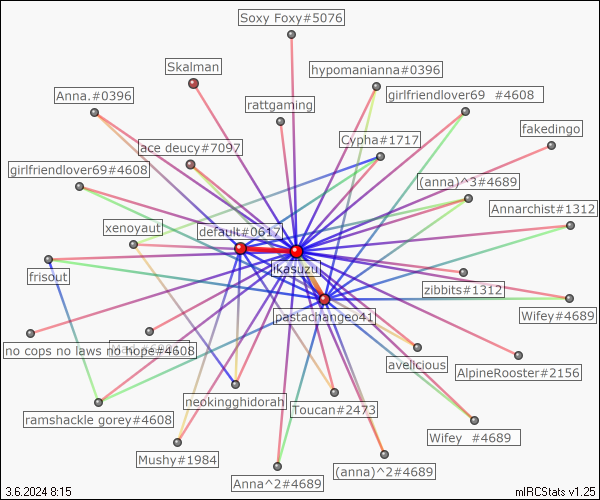 Soxy Foxy#5076
Skalman
hypomanianna#0396
Anna.#0396
girlfriendlover69 #4608
rattgaming
fakedingo
ace deucy#7097
Cypha#1717
girlfriendlover69#4608
(anna)^3#4689
Annarchist#1312
xenoyaut
default#0617
ikasuzu
frisout
zibbits#1312
pastachangeo41
Wifey#4689
no cops no laws no hope#4608
avelicious
AlpineRooster#2156
neokingghidorah
Toucan#2473
ramshackle gorey#4608
Wifey #4689
Mushy#1984
(anna)^2#4689
Anna^2#4689
3.6.2024 8:15
mIRCStats v1.25